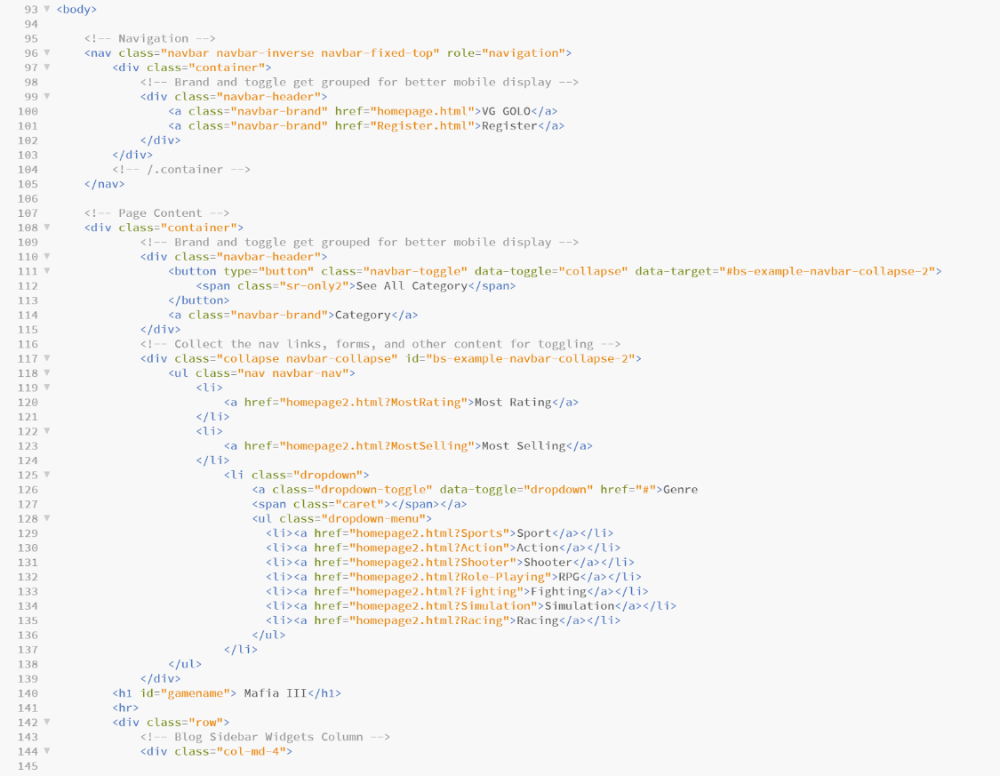 93 <body>
94
95 <!-- Navigation -->
96 <nav class="navbar navbar-inverse navbar-fixed-top" role="navigation">
97 <div class="container">
98 <!-- Brand and toggle get grouped for better mobile display -->
99 <div class="navbar-header">
100 <a class="navbar-brand" href="homepage.html">VG GOLO</a>
101 <a class="navbar-brand" href="Register.html">Register</a>
102 </div>
103 </div>
104 <!-- /.container -->
105 </nav>
106
107 <!-- Page Content -->
108 <div class="container">
109 <!-- Brand and toggle get grouped for better mobile display -->
110 <div class="navbar-header">
111 <button type="button" class="navbar-toggle" data-toggle="collapse" data-target="#bs-example-navbar-collapse-2">
112 <span class="sr-only2">See All Category</span>
113 </button>
114 <a class="navbar-brand">Category</a>
115 </div>
116 <!-- Collect the nav links, forms, and other content for toggling -->
117 <div class="collapse navbar-collapse" id="bs-example-navbar-collapse-2">
118 <ul class="nav navbar-nav">
119 <li>
120 <a href="homepage2.html?MostRating">Most Rating</a>
121 </li>
122 <li>
123 <a href="homepage2.html?MostSelling">Most Selling</a>
124 </li>
125 <li class="dropdown">
126 <a class="dropdown-toggle" data-toggle="dropdown" href="#">Genre
127 <span class="caret"></span></a>
128 <ul class="dropdown-menu">
129 <li><a href="homepage2.html?Sports">Sport</a></li>
130 <li><a href="homepage2.html?Action">Action</a></li>
131 <li><a href="homepage2.html?Shooter">Shooter</a></li>
132 <li><a href="homepage2.html?Role-Playing">RPG</a></li>
133 <li><a href="homepage2.html?Fighting">Fighting</a></li>
134 <li><a href="homepage2.html?Simulation">Simulation</a></li>
135 <li><a href="homepage2.html?Racing">Racing</a></li>
136 </ul>
137 </li>
138 </ul>
139 </div>
140 <h1 id="gamename"> Mafia III</h1>
141 <hr>
142 <div class="row">
143 <!-- Blog Sidebar Widgets Column -->
144 <div class="col-md-4">
145